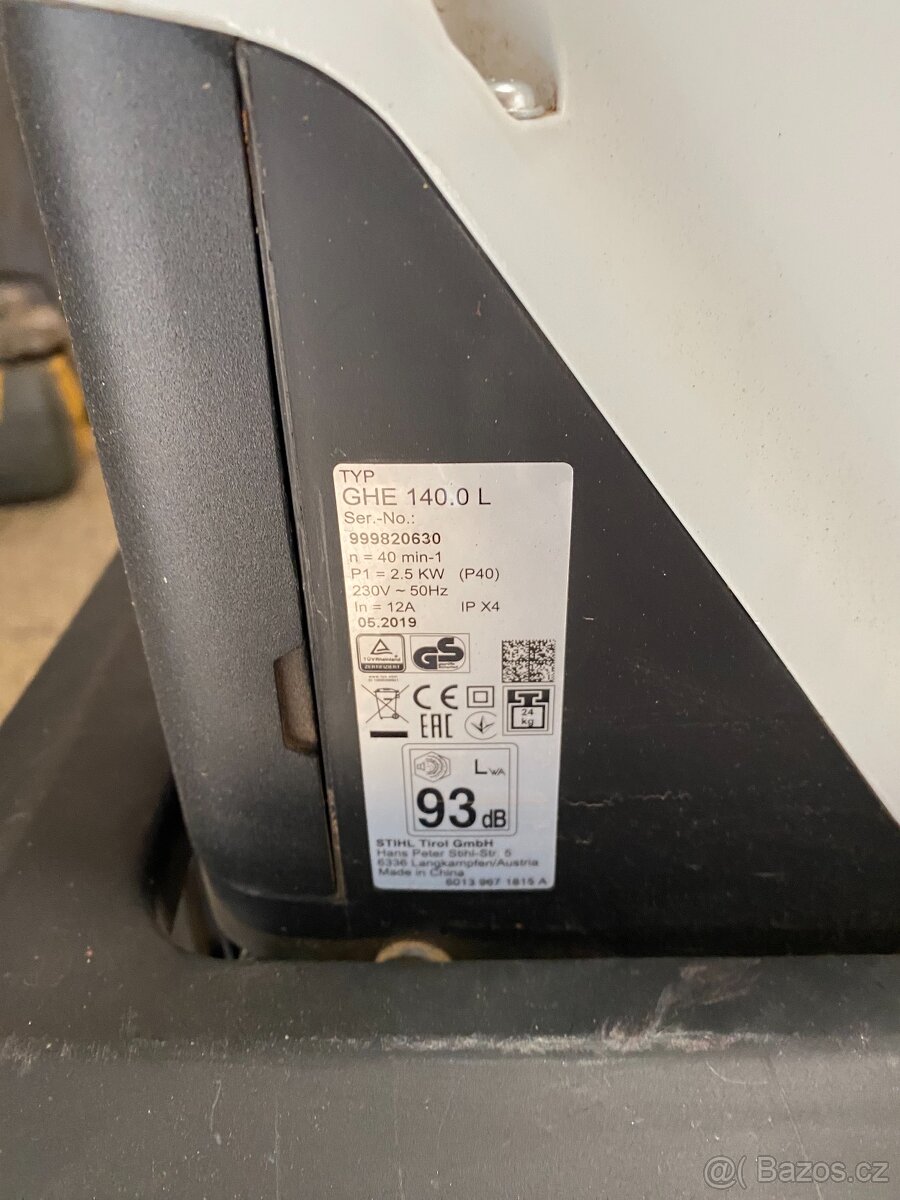 TYP
GHE 140.0 L
Ser.-No.:
999820630
n = 40 min-1
P1 = 2.5 KW (P40)
230V ~ 50Hz
In = 12A IP X4
05.2019
TÜVRheinland
ZERTIFIZIERT
GS
CE
EAC
24
kg
LWA
93 dB
STIHL Tirol GmbH
Hans Peter Stihl-Str. 5
6336 Langkampfen/Austria
Made in China
6013 967 1815 A
@( Bazos.cz